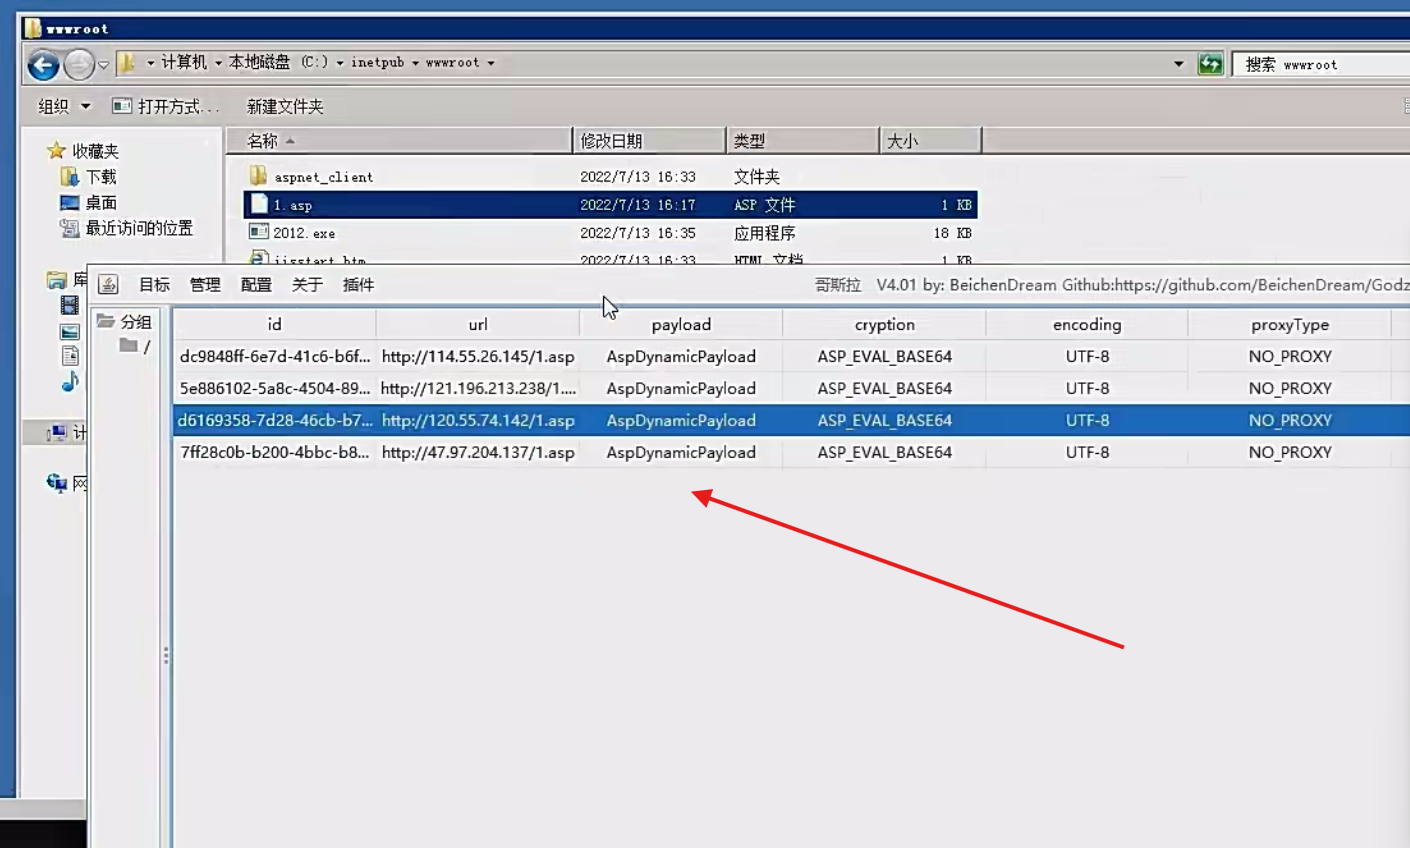 wwwroot
计算机 本地磁盘 (C:) inetpub wwwroot
搜索 wwwroot
组织 打开方式... 新建文件夹
收藏夹
下载
桌面
最近访问的位置
库
名称 修改日期 类型 大小
aspnet_client 2022/7/13 16:33 文件夹
1.asp 2022/7/13 16:17 ASP 文件 1 KB
2012.exe 2022/7/13 16:35 应用程序 18 KB
iisstart.htm 2022/7/13 16:33 HTML 文档 1 KB
计
网
目标 管理 配置 关于 插件 哥斯拉 V4.01 by: BeichenDream Github:https://github.com/BeichenDream/Godz
分组
/
id url payload cryption encoding proxyType
dc9848ff-6e7d-41c6-b6f... http://114.55.26.145/1.asp AspDynamicPayload ASP_EVAL_BASE64 UTF-8 NO_PROXY
5e886102-5a8c-4504-89... http://121.196.213.238/1.... AspDynamicPayload ASP_EVAL_BASE64 UTF-8 NO_PROXY
d6169358-7d28-46cb-b7... http://120.55.74.142/1.asp AspDynamicPayload ASP_EVAL_BASE64 UTF-8 NO_PROXY
7ff28c0b-b200-4bbc-b8... http://47.97.204.137/1.asp AspDynamicPayload ASP_EVAL_BASE64 UTF-8 NO_PROXY